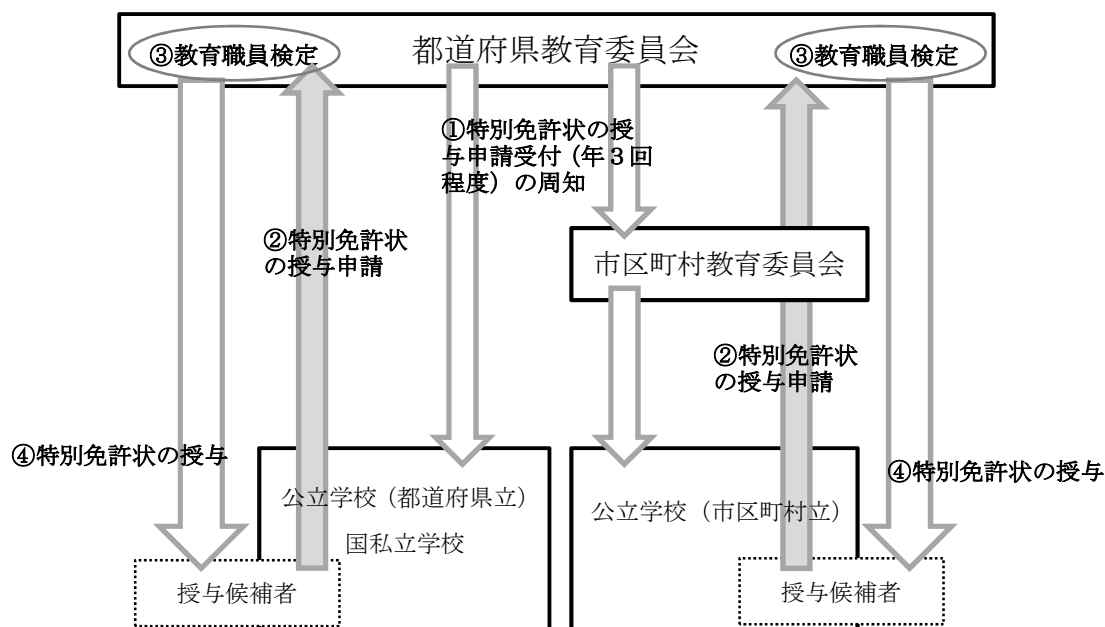 ③教育職員検定
都道府県教育委員会
③教育職員検定
①特別免許状の授
与申請受付（年３回
程度）の周知
②特別免許状
の授与申請
市区町村教育委員会
②特別免許状
の授与申請
④特別免許状の授与
④特別免許状の授与
公立学校（都道府県立）
国私立学校
公立学校（市区町村立）
授与候補者
授与候補者